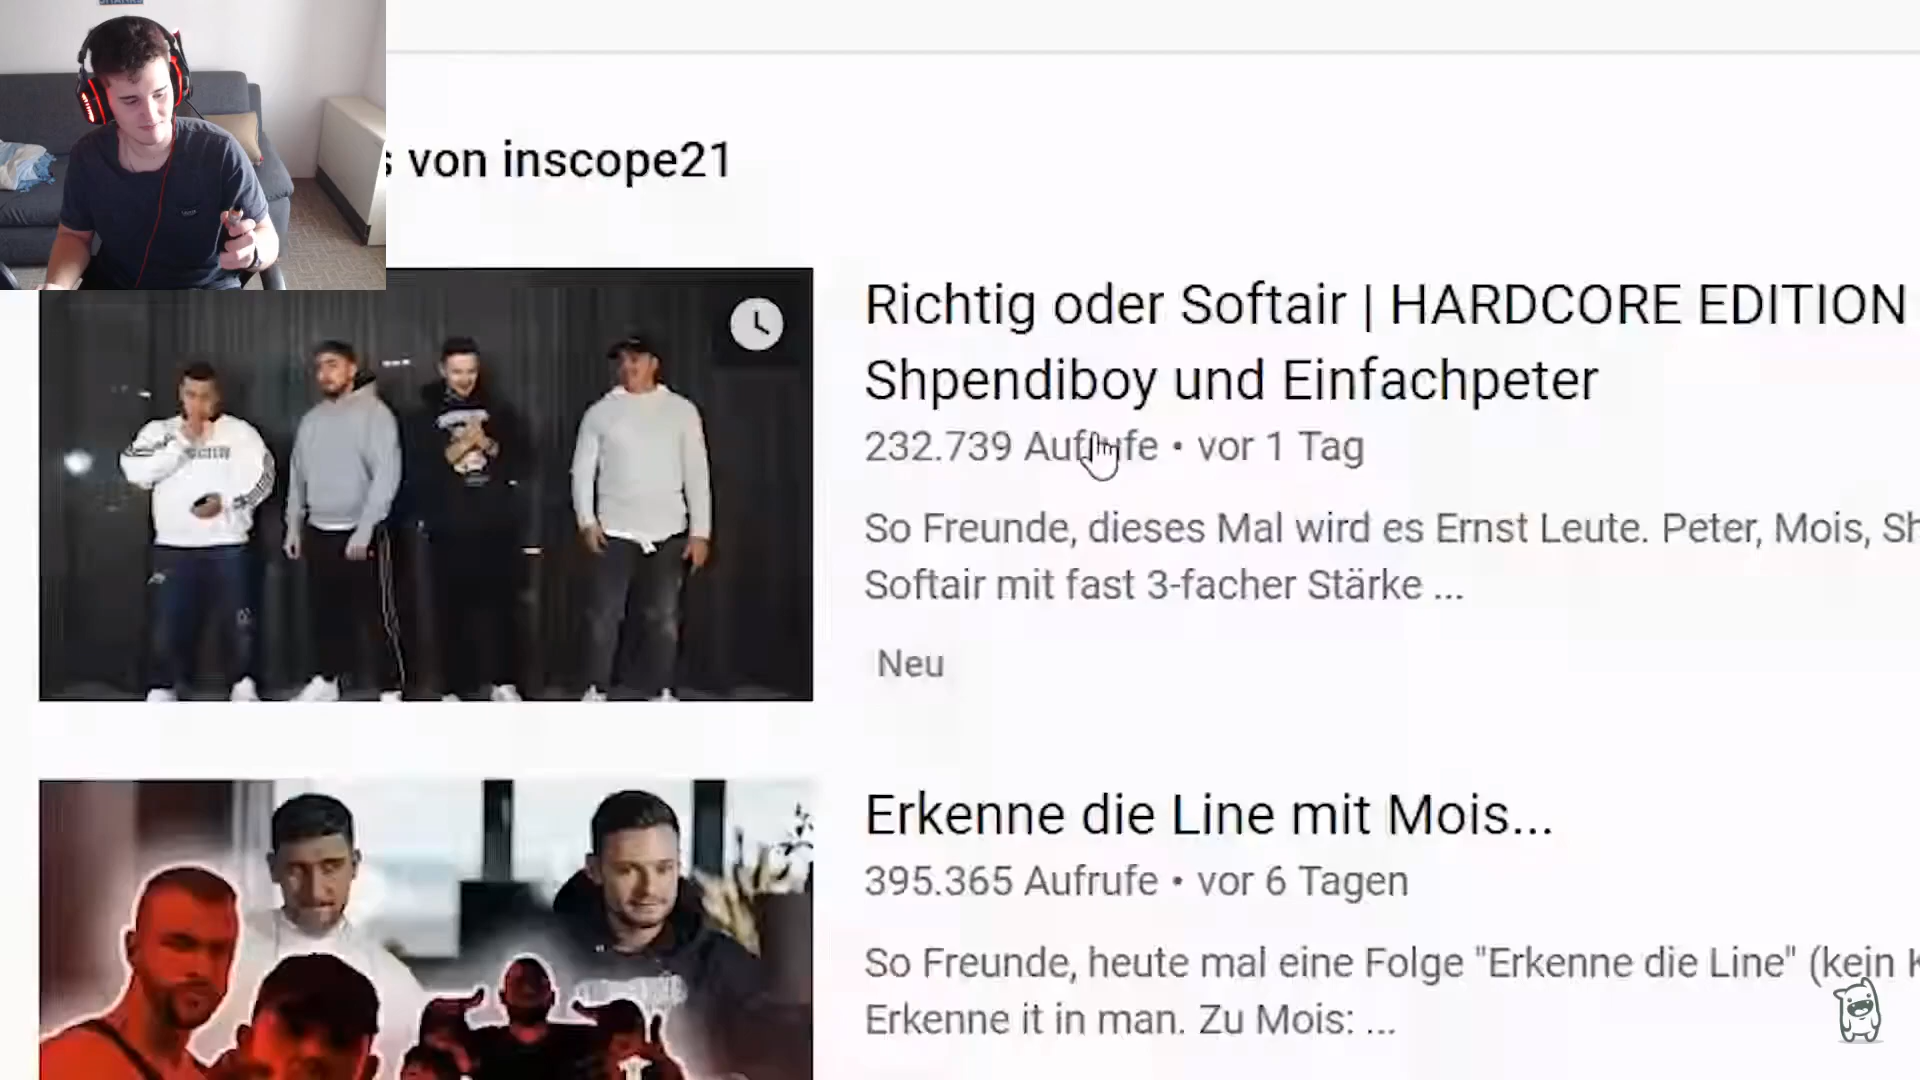 s von inscope21
Richtig oder Softair | HARDCORE EDITION
Shpendiboy und Einfachpeter
232.739 Aufrufe • vor 1 Tag
So Freunde, dieses Mal wird es Ernst Leute. Peter, Mois, Sh
Softair mit fast 3-facher Stärke ...
Neu
Erkenne die Line mit Mois...
395.365 Aufrufe • vor 6 Tagen
So Freunde, heute mal eine Folge "Erkenne die Line" (kein K
Erkenne it in man. Zu Mois: ...